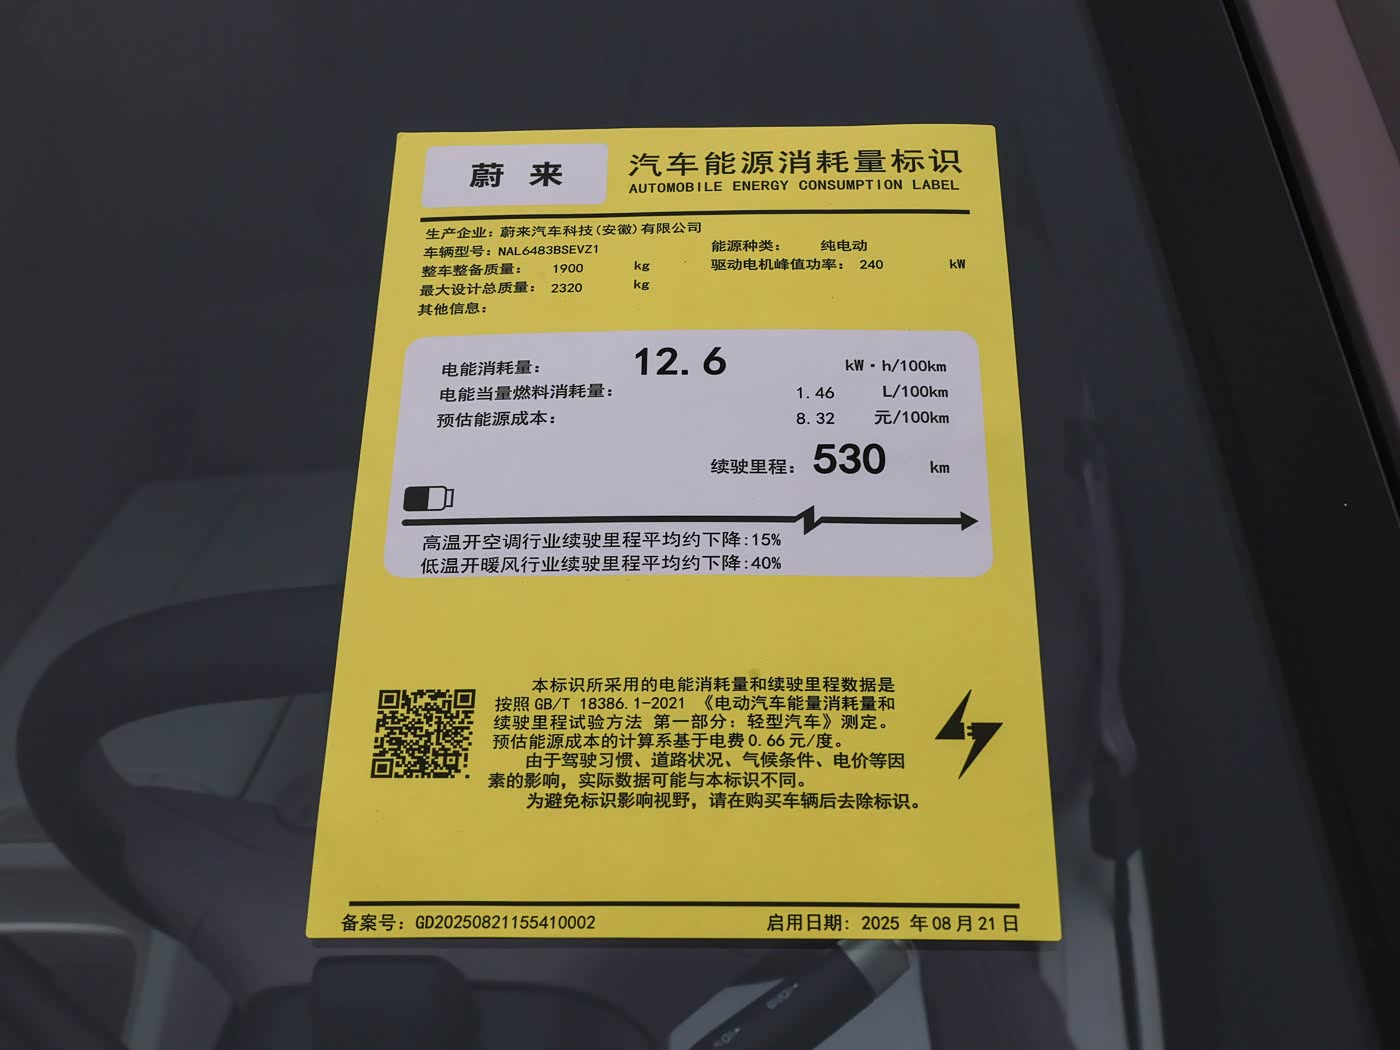 蔚来
汽车能源消耗量标识
AUTOMOBILE ENERGY CONSUMPTION LABEL
生产企业：蔚来汽车科技(安徽)有限公司
车辆型号：NAL6483BSEVZ1
能源种类： 纯电动
整车整备质量： 1900 kg
驱动电机峰值功率： 240 kW
最大设计总质量： 2320 kg
其他信息：
电能消耗量： 12.6 kW·h/100km
电能当量燃料消耗量： 1.46 L/100km
预估能源成本： 8.32 元/100km
续驶里程： 530 km
高温开空调行业续驶里程平均约下降:15%
低温开暖风行业续驶里程平均约下降:40%
本标识所采用的电能消耗量和续驶里程数据是
按照GB/T 18386.1-2021 《电动汽车能量消耗量和
续驶里程试验方法 第一部分：轻型汽车》测定。
预估能源成本的计算系基于电费0.66元/度。
由于驾驶习惯、道路状况、气候条件、电价等因
素的影响，实际数据可能与本标识不同。
为避免标识影响视野，请在购买车辆后去除标识。
备案号：GD20250821155410002
启用日期: 2025 年08月21日